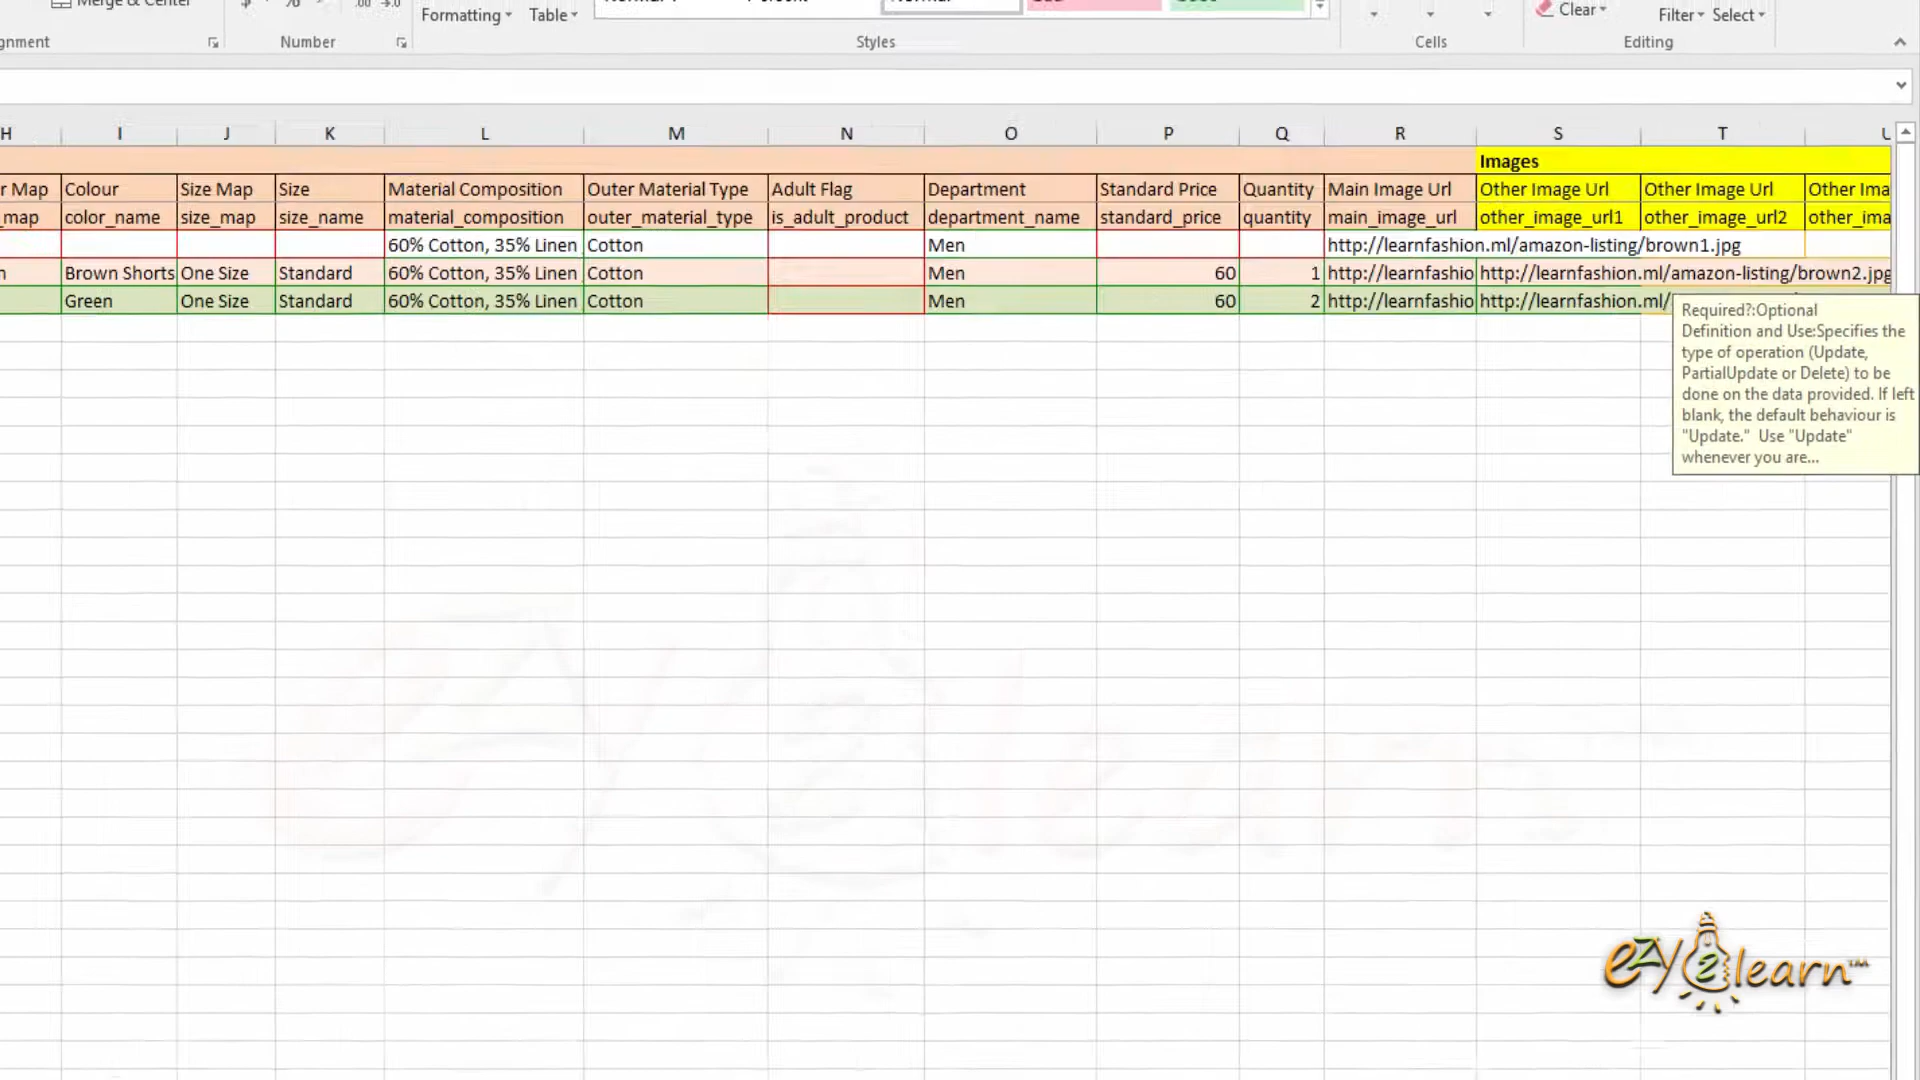 Merge & Center
Formatting Table
Clear
Filter Select
Number Styles Cells Editing
H I J K L M N O P Q R S T
Images
Map Colour Size Map Size Material Composition Outer Material Type Adult Flag Department Standard Price Quantity Main Image Url Other Image Url Other Image Url Other Ima
map color_name size_map size_name material_composition outer_material_type is_adult_product department_name standard_price quantity main_image_url other_image_url1 other_image_url2 other_ima
60% Cotton, 35% Linen Cotton Men http://learnfashion.ml/amazon-listing/brown1.jpg
Brown Shorts One Size Standard 60% Cotton, 35% Linen Cotton Men 60 1 http://learnfashio http://learnfashion.ml/amazon-listing/brown2.jpg
Green One Size Standard 60% Cotton, 35% Linen Cotton Men 60 2 http://learnfashio http://learnfashion.ml/
Required?:Optional
Definition and Use:Specifies the
type of operation (Update,
PartialUpdate or Delete) to be
done on the data provided. If left
blank, the default behaviour is
"Update." Use "Update"
whenever you are...
ezy2learn™